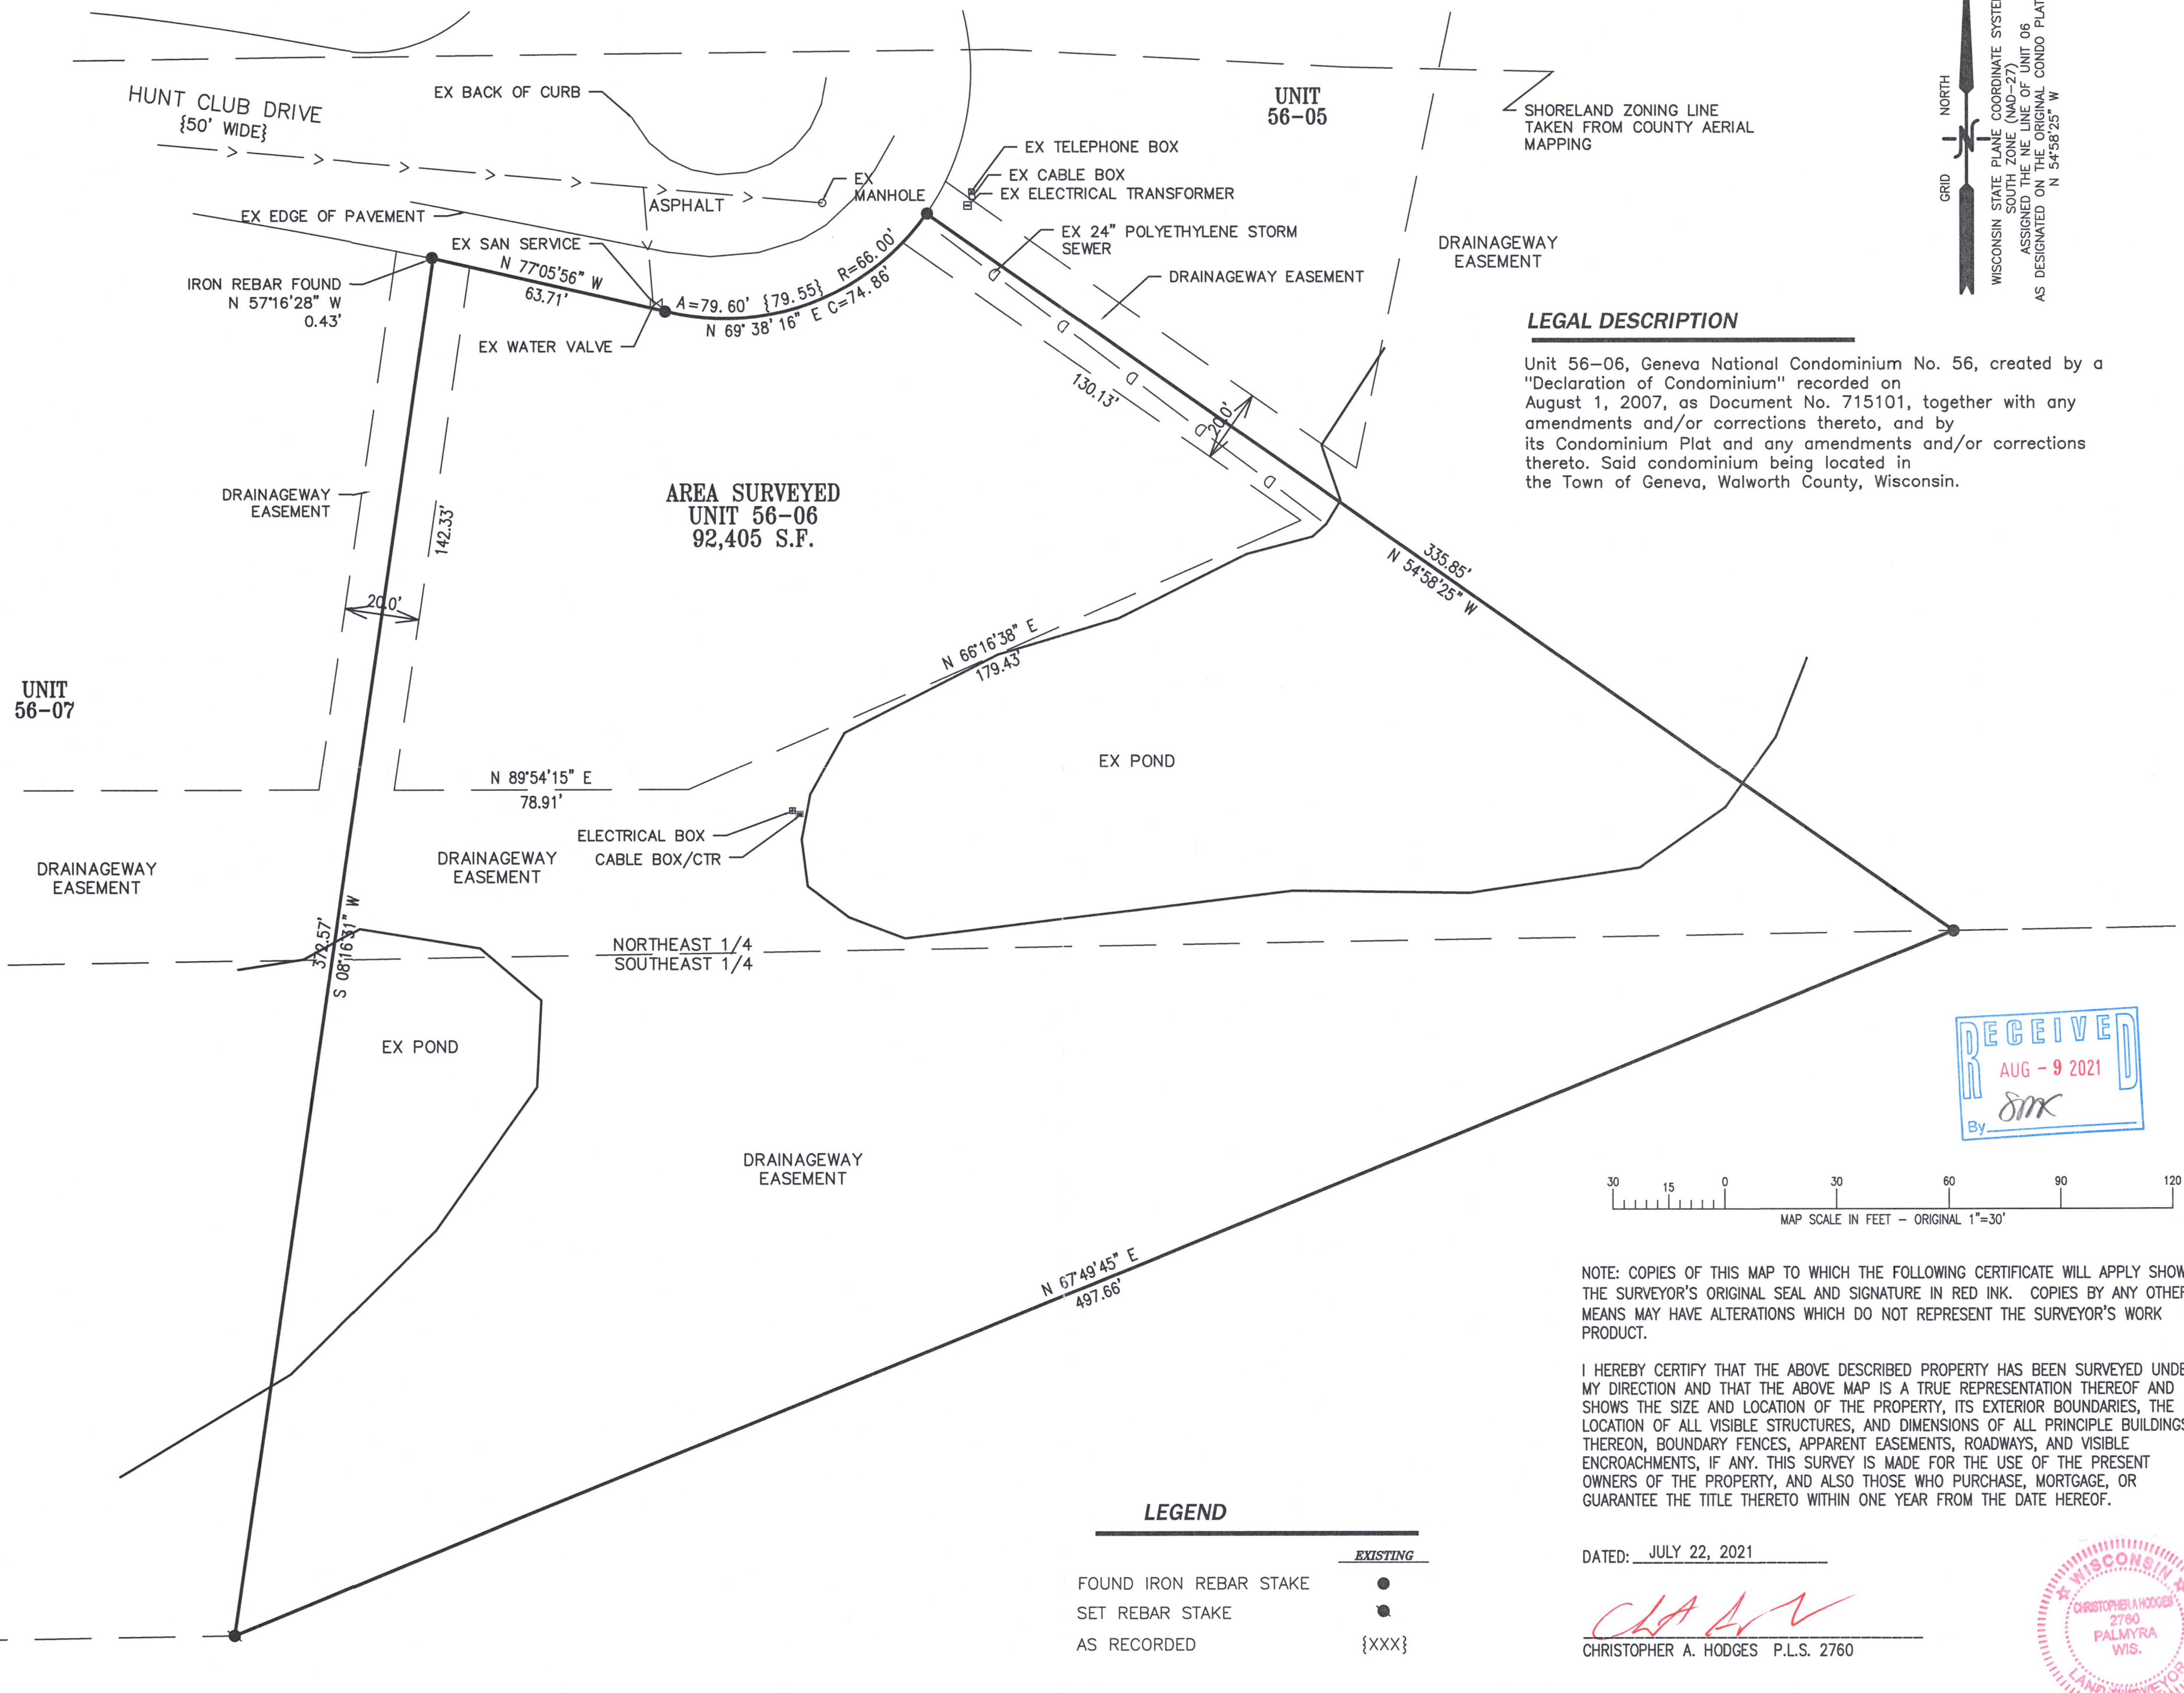 HUNT CLUB DRIVE
{50' WIDE}
EX BACK OF CURB
EX TELEPHONE BOX
EX CABLE BOX
EX ELECTRICAL TRANSFORMER
EX
MANHOLE
ASPHALT
EX EDGE OF PAVEMENT
EX SAN SERVICE
EX 24" POLYETHYLENE STORM
SEWER
DRAINAGEWAY EASEMENT
UNIT
56-05
SHORELAND ZONING LINE
TAKEN FROM COUNTY AERIAL
MAPPING
DRAINAGEWAY
EASEMENT
GRID NORTH
N
WISCONSIN STATE PLANE COORDINATE SYSTEM
SOUTH ZONE (NAD-27)
ASSIGNED THE NE LINE OF UNIT 06
AS DESIGNATED ON THE ORIGINAL CONDO PLAT
N 54°58'25" W
IRON REBAR FOUND
N 57°16'28" W
0.43'
N 77°05'56" W
63.71'
EX WATER VALVE
A=79.60' {79.55} R=66.00'
N 69° 38' 16" E C=74.86'
130.13'
20.0'
LEGAL DESCRIPTION
Unit 56-06, Geneva National Condominium No. 56, created by a
"Declaration of Condominium" recorded on
August 1, 2007, as Document No. 715101, together with any
amendments and/or corrections thereto, and by
its Condominium Plat and any amendments and/or corrections
thereto. Said condominium being located in
the Town of Geneva, Walworth County, Wisconsin.
DRAINAGEWAY
EASEMENT
142.33'
AREA SURVEYED
UNIT 56-06
92,405 S.F.
335.85'
N 54°58'25" W
20.0'
N 66°16'38" E
179.43'
UNIT
56-07
N 89°54'15" E
78.91'
EX POND
ELECTRICAL BOX
CABLE BOX/CTR
DRAINAGEWAY
EASEMENT
DRAINAGEWAY
EASEMENT
372.57'
S 08°16'31" W
NORTHEAST 1/4
SOUTHEAST 1/4
EX POND
DRAINAGEWAY
EASEMENT
N 67°49'45" E
497.66'
RECEIVED
AUG - 9 2021
By SMK
30 15 0 30 60 90 120
MAP SCALE IN FEET - ORIGINAL 1"=30'
NOTE: COPIES OF THIS MAP TO WHICH THE FOLLOWING CERTIFICATE WILL APPLY SHOW
THE SURVEYOR'S ORIGINAL SEAL AND SIGNATURE IN RED INK. COPIES BY ANY OTHER
MEANS MAY HAVE ALTERATIONS WHICH DO NOT REPRESENT THE SURVEYOR'S WORK
PRODUCT.
I HEREBY CERTIFY THAT THE ABOVE DESCRIBED PROPERTY HAS BEEN SURVEYED UNDE
MY DIRECTION AND THAT THE ABOVE MAP IS A TRUE REPRESENTATION THEREOF AND
SHOWS THE SIZE AND LOCATION OF THE PROPERTY, ITS EXTERIOR BOUNDARIES, THE
LOCATION OF ALL VISIBLE STRUCTURES, AND DIMENSIONS OF ALL PRINCIPLE BUILDINGS
THEREON, BOUNDARY FENCES, APPARENT EASEMENTS, ROADWAYS, AND VISIBLE
ENCROACHMENTS, IF ANY. THIS SURVEY IS MADE FOR THE USE OF THE PRESENT
OWNERS OF THE PROPERTY, AND ALSO THOSE WHO PURCHASE, MORTGAGE, OR
GUARANTEE THE TITLE THERETO WITHIN ONE YEAR FROM THE DATE HEREOF.
DATED: JULY 22, 2021
CHRISTOPHER A. HODGES P.L.S. 2760
WISCONSIN
CHRISTOPHER A HODGES
2760
PALMYRA
WIS.
LAND SURVEYOR
LEGEND
EXISTING
FOUND IRON REBAR STAKE
SET REBAR STAKE
AS RECORDED {XXX}